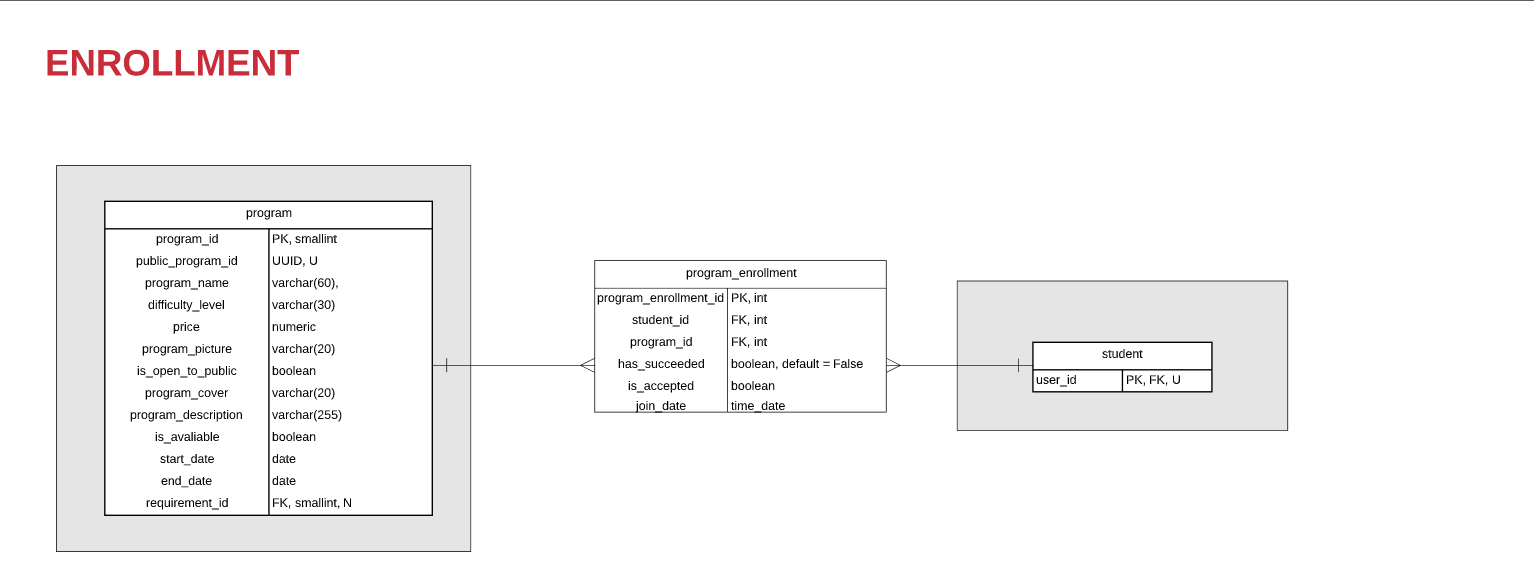 ENROLLMENT
program
program_id PK, smallint
public_program_id UUID, U
program_name varchar(60),
difficulty_level varchar(30)
price numeric
program_picture varchar(20)
is_open_to_public boolean
program_cover varchar(20)
program_description varchar(255)
is_avaliable boolean
start_date date
end_date date
requirement_id FK, smallint, N
program_enrollment
program_enrollment_id PK, int
student_id FK, int
program_id FK, int
has_succeeded boolean, default = False
is_accepted boolean
join_date time_date
student
user_id PK, FK, U